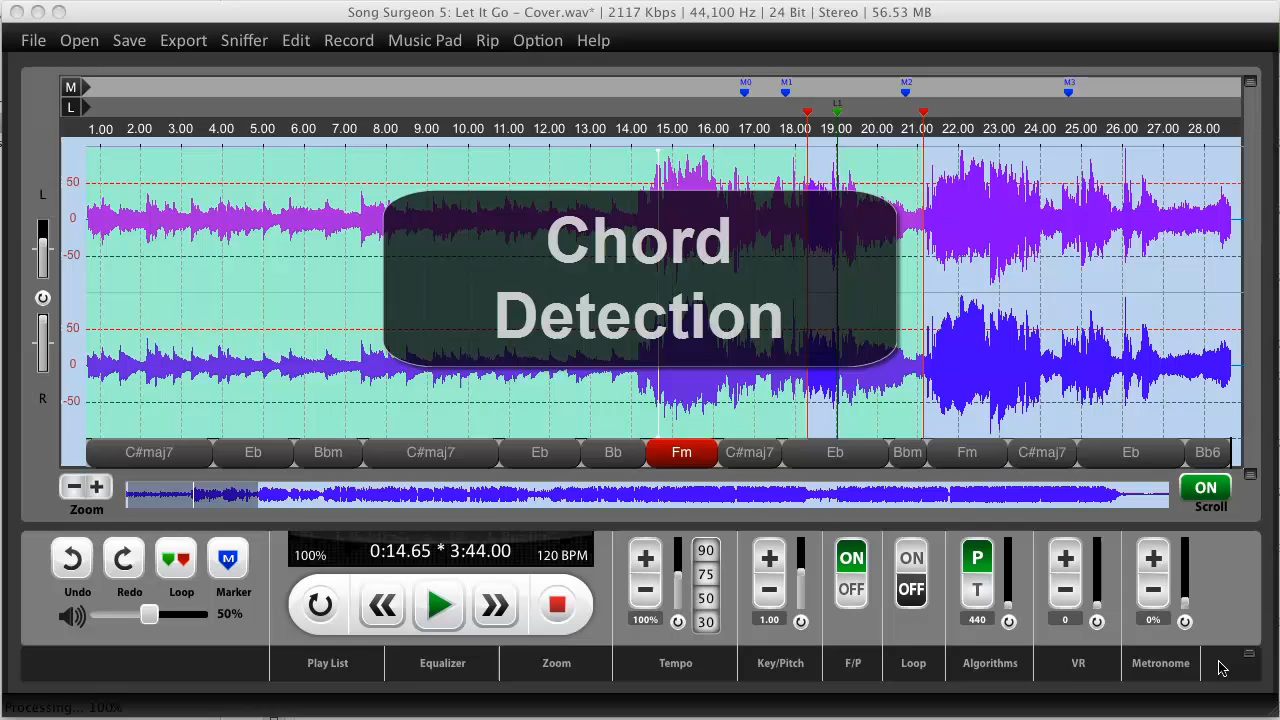 Song Surgeon 5: Let It Go - Cover.wav* | 2117 Kbps | 44,100 Hz | 24 Bit | Stereo | 56.53 MB
File Open Save Export Sniffer Edit Record Music Pad Rip Option Help
M M0 M1 M2 M3
L L1
1.00 2.00 3.00 4.00 5.00 6.00 7.00 8.00 9.00 10.00 11.00 12.00 13.00 14.00 15.00 16.00 17.00 18.00 19.00 20.00 21.00 22.00 23.00 24.00 25.00 26.00 27.00 28.00
50
L
0
-50
Chord
Detection
50
0
R
-50
C#maj7 Eb Bbm C#maj7 Eb Bb Fm C#maj7 Eb Bbm Fm C#maj7 Eb Bb6
Zoom
ON
Scroll
100% 0:14.65 * 3:44.00 120 BPM
Undo Redo Loop M Marker
50%
90
75
50
30
100%
1.00
ON
OFF
ON
OFF
P
T
440
0
0%
Play List Equalizer Zoom Tempo Key/Pitch F/P Loop Algorithms VR Metronome
Processing... 100%